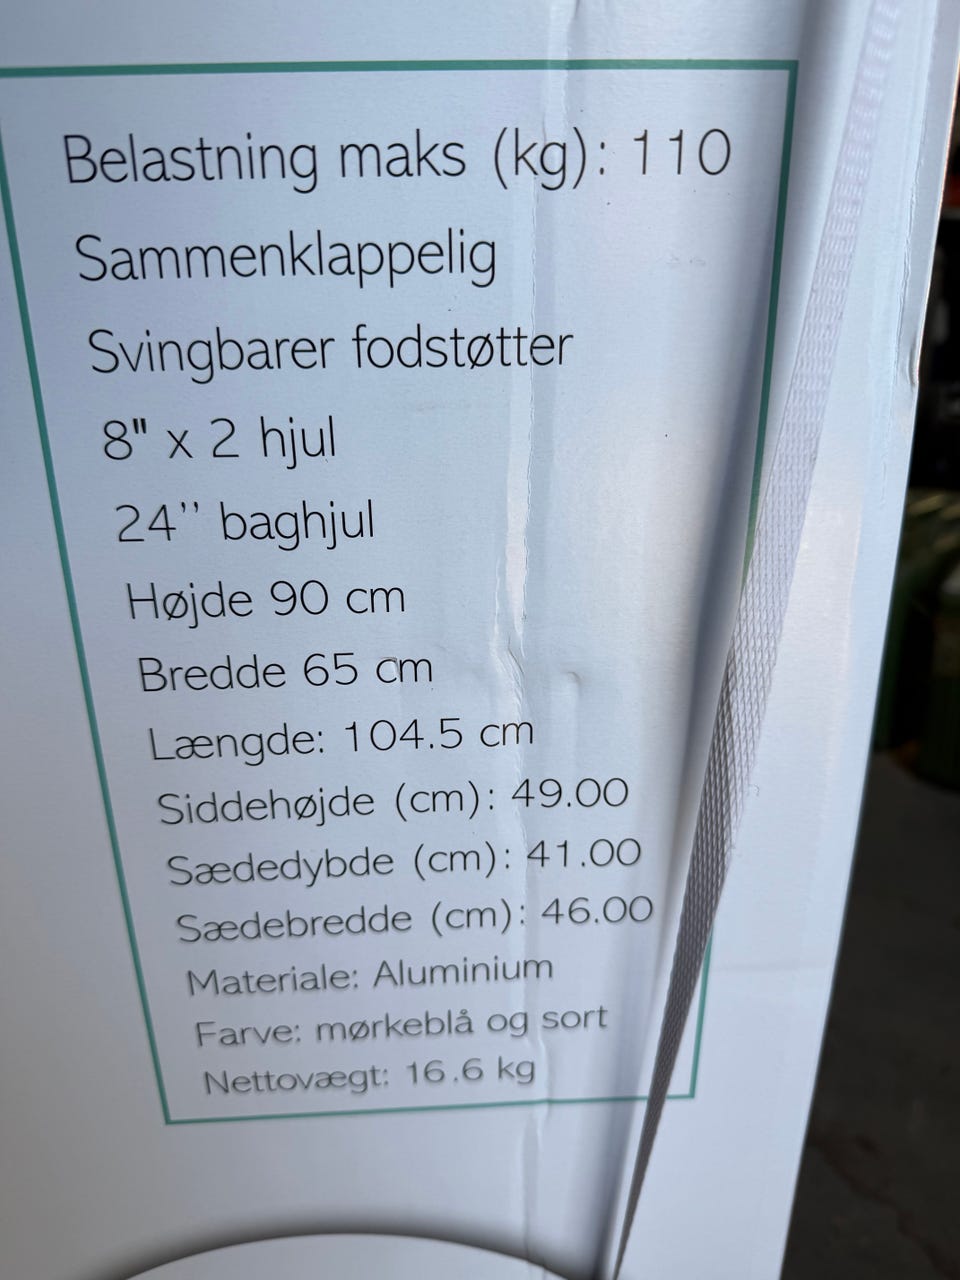 Belastning maks (kg): 110
Sammenklappelig
Svingbarer fodstøtter
8" x 2 hjul
24'' baghjul
Højde 90 cm
Bredde 65 cm
Længde: 104.5 cm
Siddehøjde (cm): 49.00
Sædedybde (cm): 41.00
Sædebredde (cm): 46.00
Materiale: Aluminium
Farve: mørkeblå og sort
Nettovægt: 16.6 kg